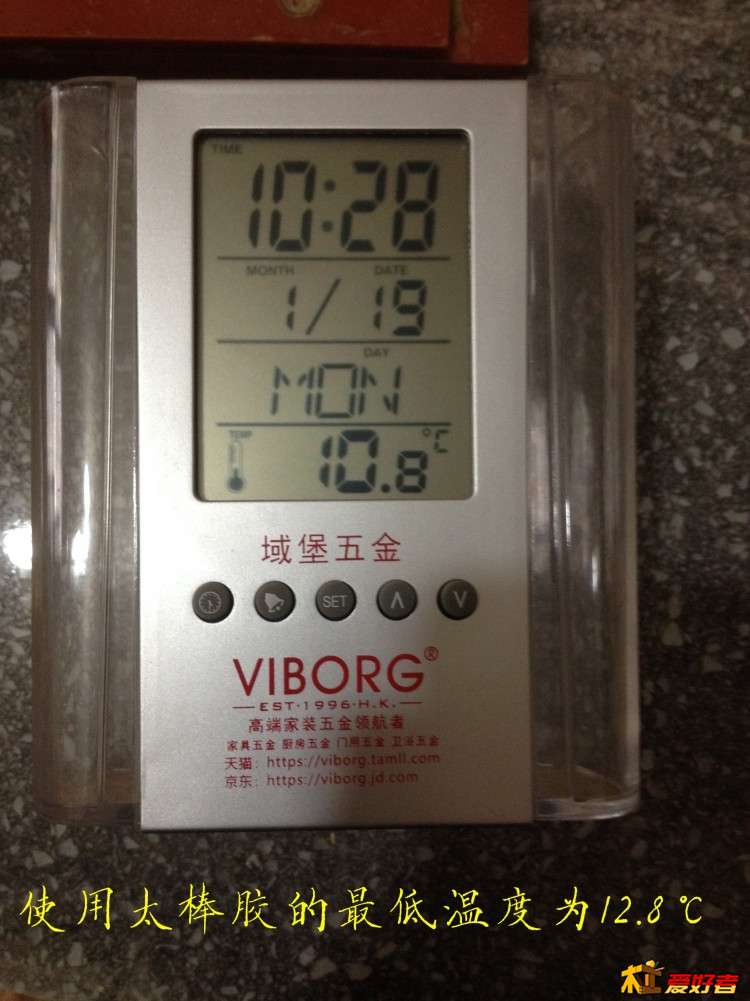 TIME
10:28
MONTH DATE
1/19
DAY
MON
TEMP
10.8 °C
域堡五金
SET ∧ ∨
VIBORG®
EST·1996·H.K.
高端家装五金领航者
家具五金 厨房五金 门用五金 卫浴五金
天猫：https://viborg.tamll.com
京东：https://viborg.jd.com
使用太棒胶的最低温度为12.8℃
爱好者